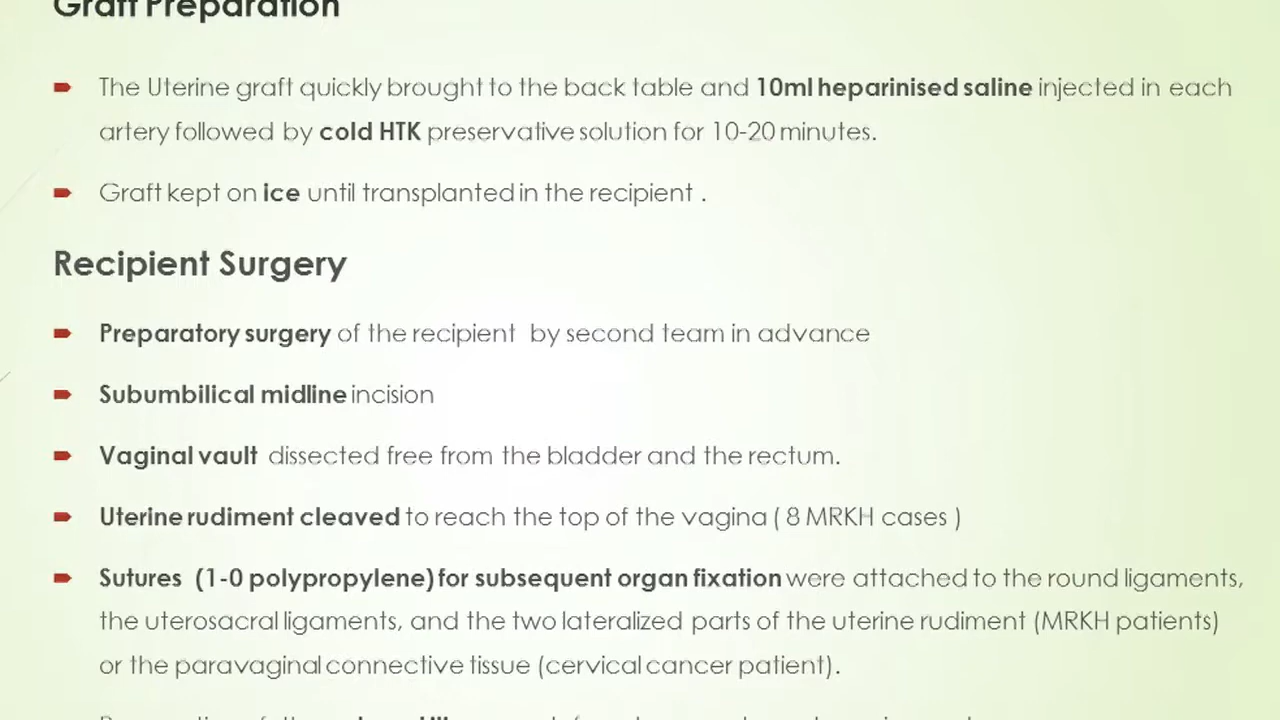 Graft Preparation
The Uterine graft quickly brought to the back table and 10ml heparinised saline injected in each
artery followed by cold HTK preservative solution for 10-20 minutes.
Graft kept on ice until transplanted in the recipient .
Recipient Surgery
Preparatory surgery of the recipient by second team in advance
Subumbilical midline incision
Vaginal vault dissected free from the bladder and the rectum.
Uterine rudiment cleaved to reach the top of the vagina ( 8 MRKH cases )
Sutures (1-0 polypropylene) for subsequent organ fixation were attached to the round ligaments,
the uterosacral ligaments, and the two lateralized parts of the uterine rudiment (MRKH patients)
or the paravaginal connective tissue (cervical cancer patient).